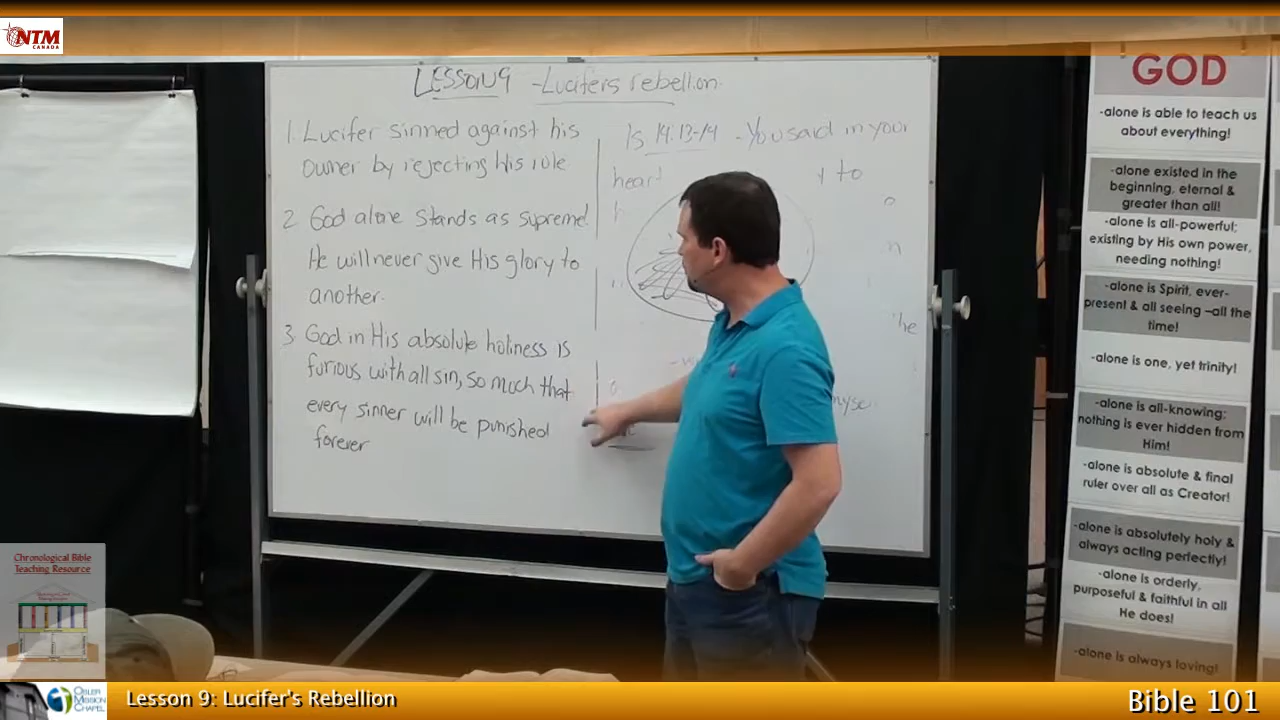 NTM
CANADA
LESSON 9 - Lucifers rebellion.
1. Lucifer sinned against his
owner by rejecting His role
2 God alone stands as supreme.
He will never give His glory to
another.
3 God in His absolute holiness is
furious with all sin, so much that
every sinner will be punished
forever
Is 14:13-14 - You said in your
heart
to
GOD
-alone is able to teach us
about everything!
-alone existed in the
beginning, eternal &
greater than all!
-alone is all-powerful;
existing by His own power,
needing nothing!
-alone is Spirit, ever-
present & all seeing –all the
time!
-alone is one, yet trinity!
-alone is all-knowing:
nothing is ever hidden from
Him!
-alone is absolute & final
ruler over all as Creator!
-alone is absolutely holy &
always acting perfectly!
-alone is orderly,
purposeful & faithful in all
He does!
-alone is always loving!
Chronological Bible
Teaching Resource
OBLER
MISSION
CHAPEL
Lesson 9: Lucifer's Rebellion
Bible 101